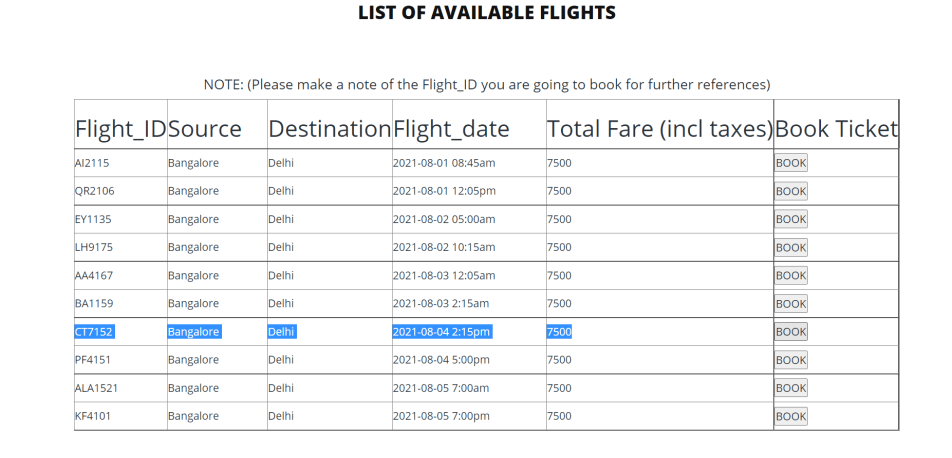 LIST OF AVAILABLE FLIGHTS
NOTE: (Please make a note of the Flight_ID you are going to book for further references)
Flight_ID Source Destination Flight_date Total Fare (incl taxes) Book Ticket
AI2115 Bangalore Delhi 2021-08-01 08:45am 7500 BOOK
QR2106 Bangalore Delhi 2021-08-01 12:05pm 7500 BOOK
EY1135 Bangalore Delhi 2021-08-02 05:00am 7500 BOOK
LH9175 Bangalore Delhi 2021-08-02 10:15am 7500 BOOK
AA4167 Bangalore Delhi 2021-08-03 12:05am 7500 BOOK
BA1159 Bangalore Delhi 2021-08-03 2:15am 7500 BOOK
CT7152 Bangalore Delhi 2021-08-04 2:15pm 7500 BOOK
PF4151 Bangalore Delhi 2021-08-04 5:00pm 7500 BOOK
ALA1521 Bangalore Delhi 2021-08-05 7:00am 7500 BOOK
KF4101 Bangalore Delhi 2021-08-05 7:00pm 7500 BOOK